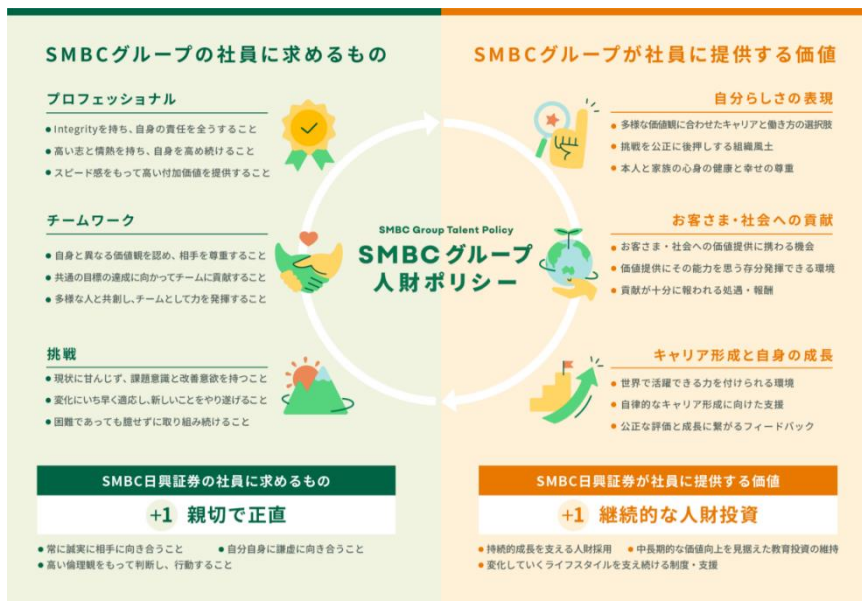 SMBCグループの社員に求めるもの
プロフェッショナル
● Integrityを持ち、自身の責任を全うすること
● 高い志と情熱を持ち、自身を高め続けること
● スピード感をもって高い付加価値を提供すること
チームワーク
● 自身と異なる価値観を認め、相手を尊重すること
● 共通の目標の達成に向かってチームに貢献すること
● 多様な人と共創し、チームとして力を発揮すること
挑戦
● 現状に甘んじず、課題意識と改善意欲を持つこと
● 変化にいち早く適応し、新しいことをやり遂げること
● 困難であっても臆せずに取り組み続けること
SMBC Group Talent Policy
SMBCグループ
人財ポリシー
SMBCグループが社員に提供する価値
自分らしさの表現
● 多様な価値観に合わせたキャリアと働き方の選択肢
● 挑戦を公正に後押しする組織風土
● 本人と家族の心身の健康と幸せの尊重
お客さま・社会への貢献
● お客さま・社会への価値提供に携わる機会
● 価値提供にその能力を思う存分発揮できる環境
● 貢献が十分に報われる処遇・報酬
キャリア形成と自身の成長
● 世界で活躍できる力を付けられる環境
● 自律的なキャリア形成に向けた支援
● 公正な評価と成長に繋がるフィードバック
SMBC日興証券の社員に求めるもの
+1 親切で正直
● 常に誠実に相手に向き合うこと ● 自分自身に謙虚に向き合うこと
● 高い倫理観をもって判断し、行動すること
SMBC日興証券が社員に提供する価値
+1 継続的な人財投資
● 持続的成長を支える人財採用 ● 中長期的な価値向上を見据えた教育投資の維持
● 変化していくライフスタイルを支え続ける制度・支援